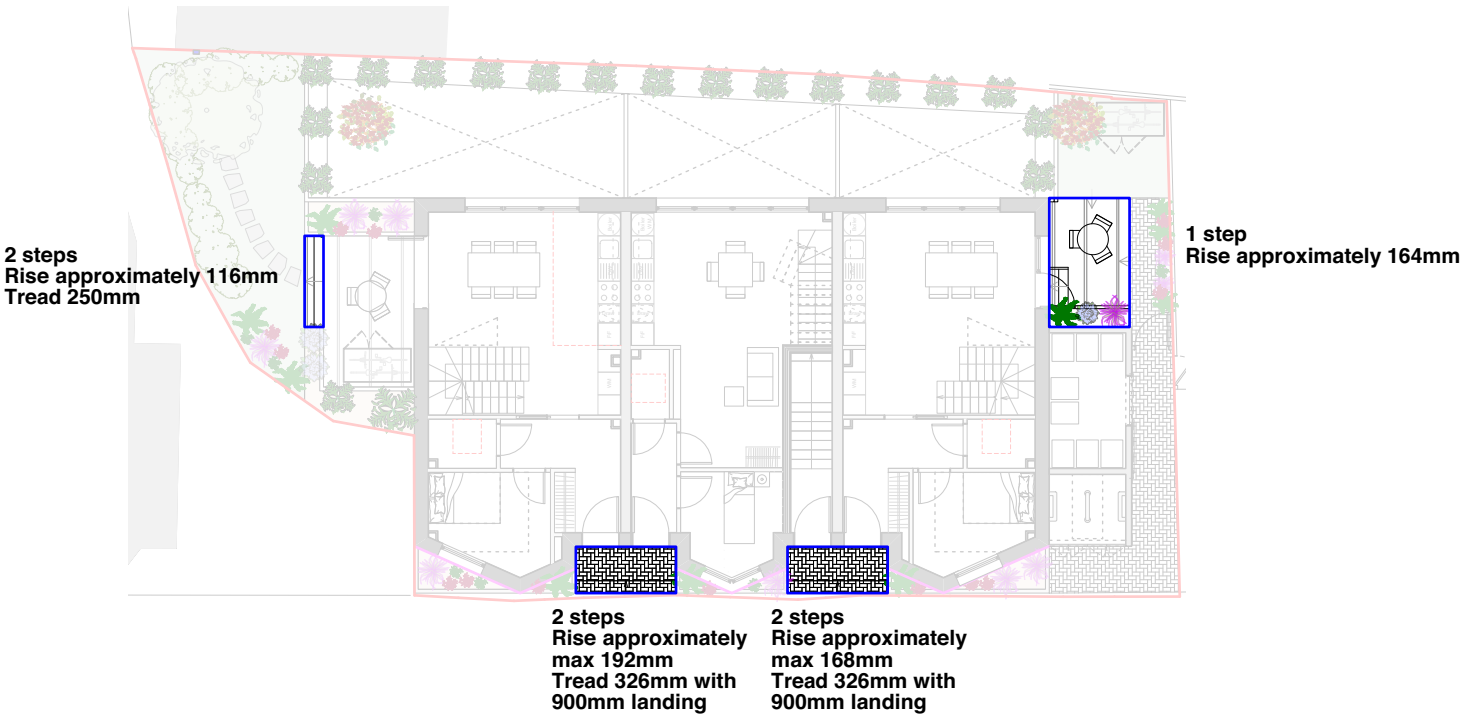 2 steps
Rise approximately 116mm
Tread 250mm
1 step
Rise approximately 164mm
2 steps
Rise approximately
max 192mm
Tread 326mm with
900mm landing
2 steps
Rise approximately
max 168mm
Tread 326mm with
900mm landing